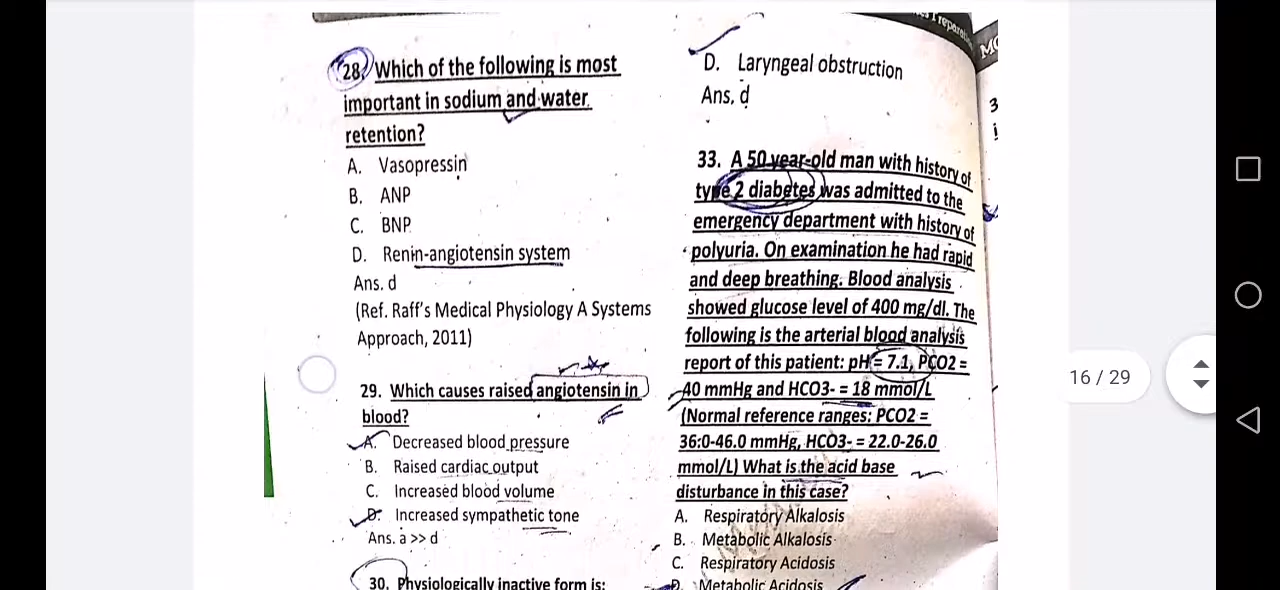 28. Which of the following is most
important in sodium and water
retention?
A. Vasopressin
B. ANP
C. BNP
D. Renin-angiotensin system
Ans. d
(Ref. Raff's Medical Physiology A Systems
Approach, 2011)
29. Which causes raised angiotensin in
blood?
A. Decreased blood pressure
B. Raised cardiac output
C. Increased blood volume
D. Increased sympathetic tone
Ans. a >> d
30. Physiologically inactive form is:
D. Laryngeal obstruction
Ans. d
33. A 50 year-old man with history of
type 2 diabetes was admitted to the
emergency department with history of
polyuria. On examination he had rapid
and deep breathing. Blood analysis
showed glucose level of 400 mg/dl. The
following is the arterial blood analysis
report of this patient: pH = 7.1, PCO2 =
40 mmHg and HCO3- = 18 mmol/L
(Normal reference ranges: PCO2 =
36:0-46.0 mmHg, HCO3- = 22.0-26.0
mmol/L) What is the acid base
disturbance in this case?
A. Respiratory Alkalosis
B. Metabolic Alkalosis
C. Respiratory Acidosis
D. Metabolic Acidosis
3
16 / 29